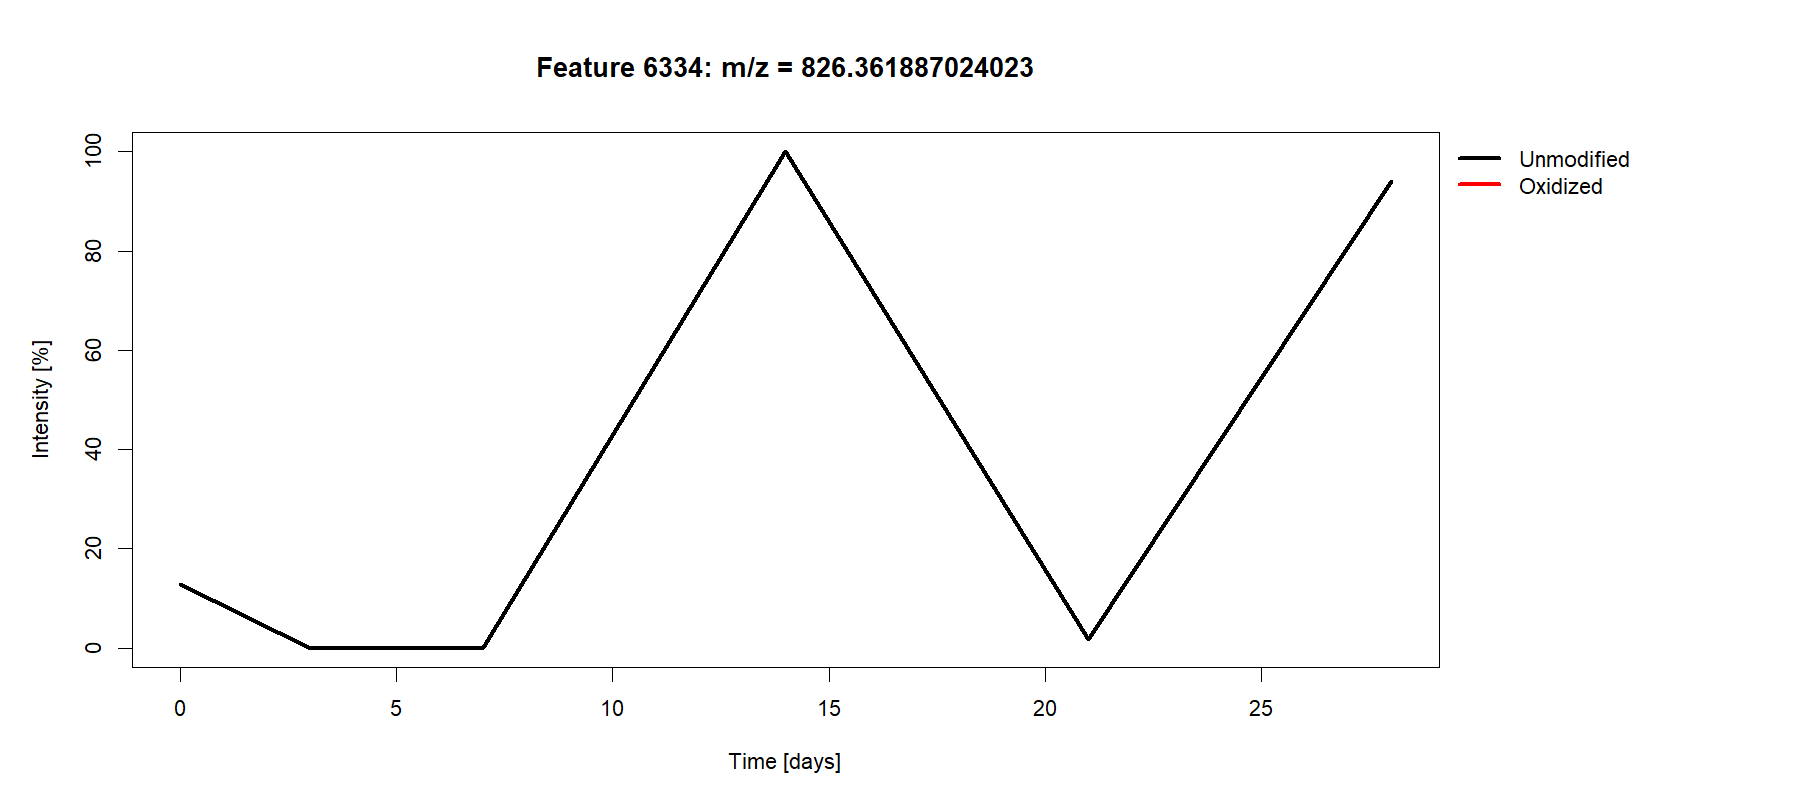 Feature 6334: m/z = 826.361887024023
Unmodified
Oxidized
Intensity [%]
100
80
60
40
20
0
0 5 10 15 20 25
Time [days]